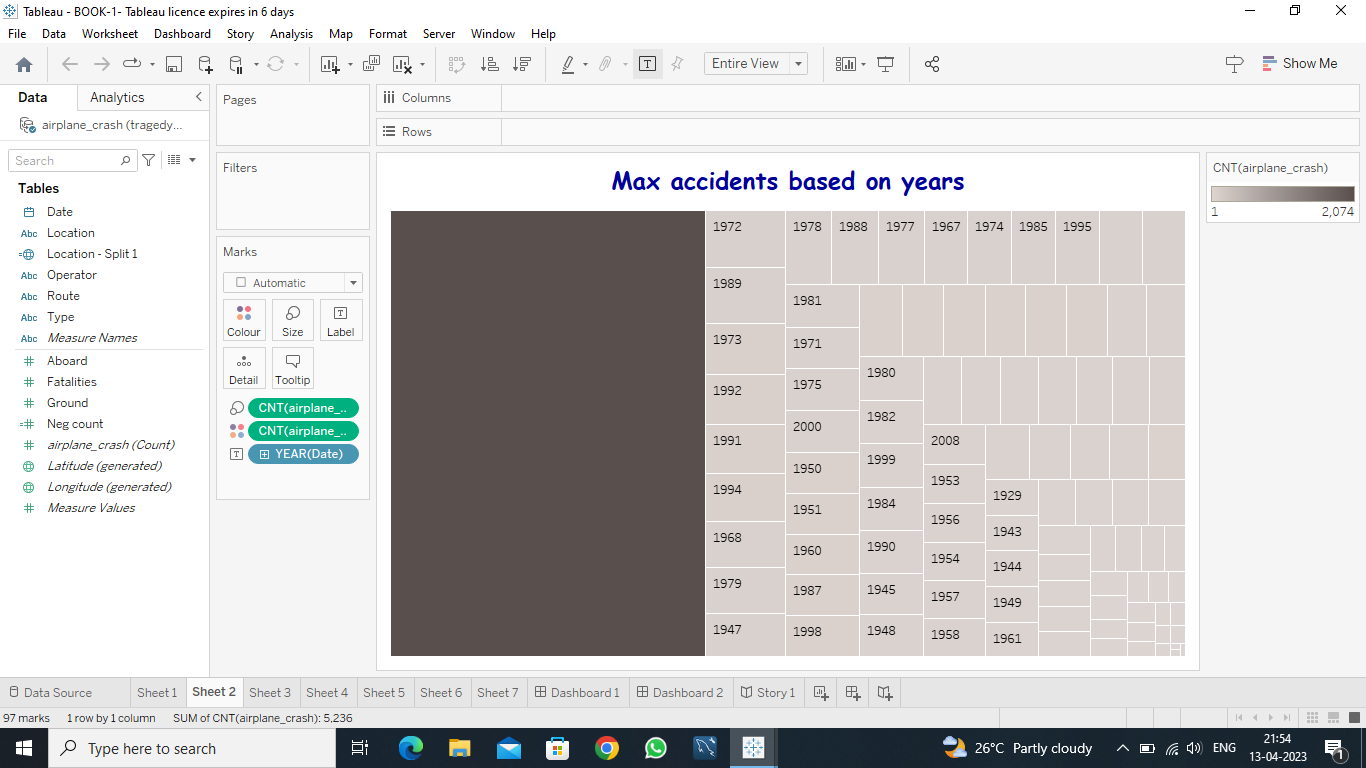 Tableau - BOOK-1- Tableau licence expires in 6 days
File Data Worksheet Dashboard Story Analysis Map Format Server Window Help
Entire View
Show Me
Data Analytics
airplane_crash (tragedy...
Search
Tables
Date
Abc Location
Location - Split 1
Abc Operator
Abc Route
Abc Type
Abc Measure Names
Aboard
Fatalities
Ground
Neg count
airplane_crash (Count)
Latitude (generated)
Longitude (generated)
Measure Values
Pages
Filters
Marks
Automatic
Colour Size Label
Detail Tooltip
CNT(airplane_..
CNT(airplane_..
YEAR(Date)
Columns
Rows
Max accidents based on years
1972
1989
1973
1992
1991
1994
1968
1979
1947
1978 1988 1977 1967 1974 1985 1995
1981
1971
1975
2000
1950
1951
1960
1987
1998
1980
1982
1999
1984
1990
1945
1948
2008
1953
1956
1954
1957
1958
1929
1943
1944
1949
1961
CNT(airplane_crash)
1 2,074
Data Source Sheet 1 Sheet 2 Sheet 3 Sheet 4 Sheet 5 Sheet 6 Sheet 7 Dashboard 1 Dashboard 2 Story 1
97 marks 1 row by 1 column SUM of CNT(airplane_crash): 5,236
Type here to search
26°C Partly cloudy
ENG
21:54
13-04-2023
1